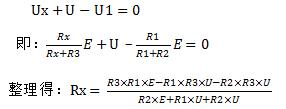 Ux + U − U1 = 0
即：Rx/(Rx+R3) E + U − R1/(R1+R2) E = 0
整理得：Rx = (R3×R1×E−R1×R3×U−R2×R3×U)/(R2×E+R1×U+R2×U)